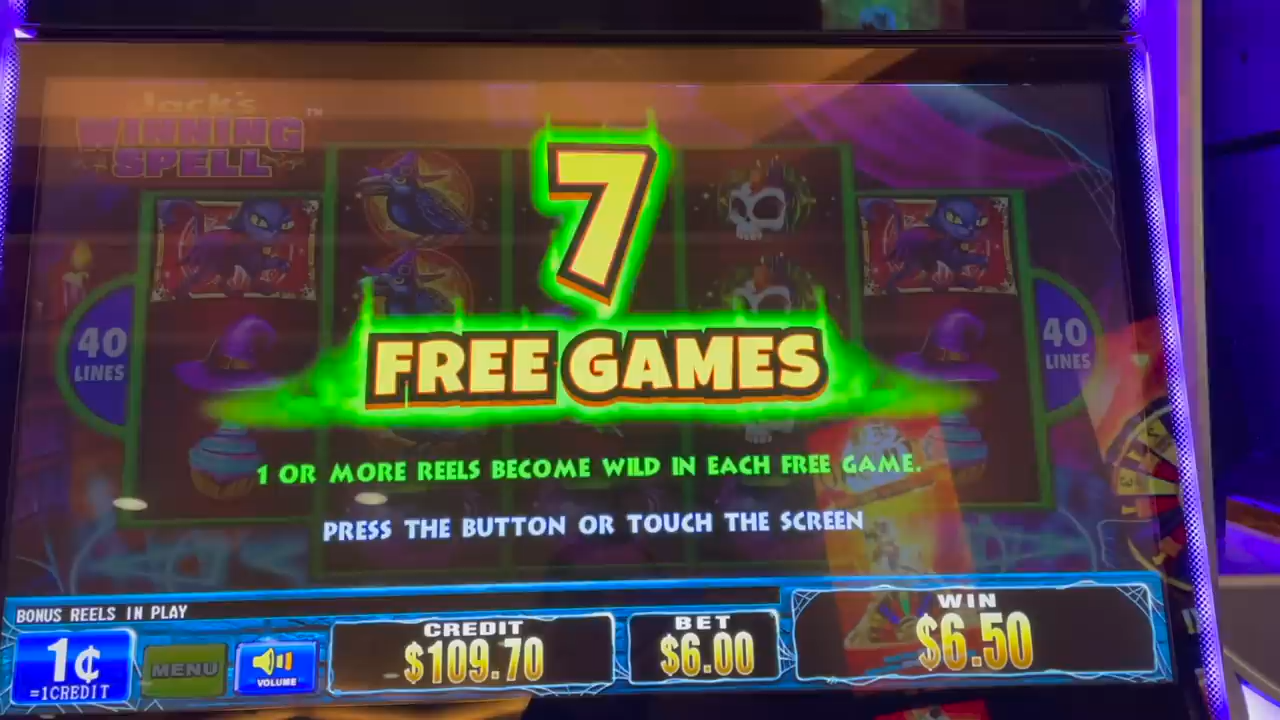 Jack's
WINNING™
SPELL
7
FREE GAMES
40
LINES
40
LINES
1 OR MORE REELS BECOME WILD IN EACH FREE GAME.
PRESS THE BUTTON OR TOUCH THE SCREEN
BONUS REELS IN PLAY
1¢
=1CREDIT
MENU
VOLUME
CREDIT
$109.70
BET
$6.00
WIN
$6.50